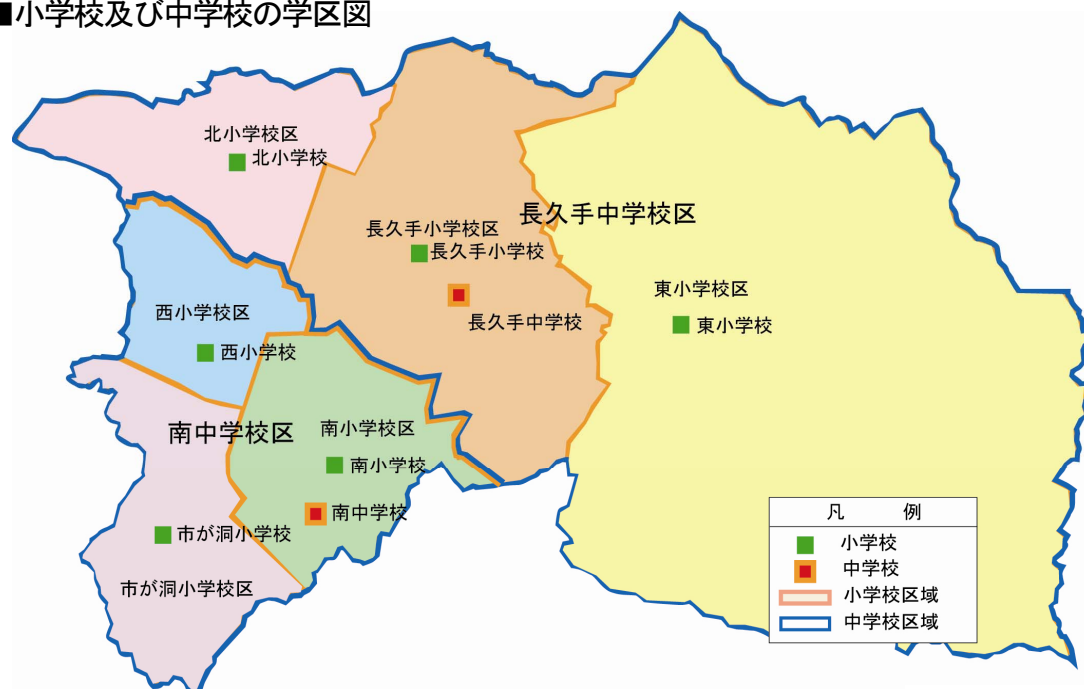 ■小学校及び中学校の学区図
北小学校区
北小学校
長久手中学校区
長久手小学校区
長久手小学校
東小学校区
西小学校区
長久手中学校
東小学校
西小学校
南中学校区
南小学校区
南小学校
南中学校
市が洞小学校
市が洞小学校区
凡 例
小学校
中学校
小学校区域
中学校区域